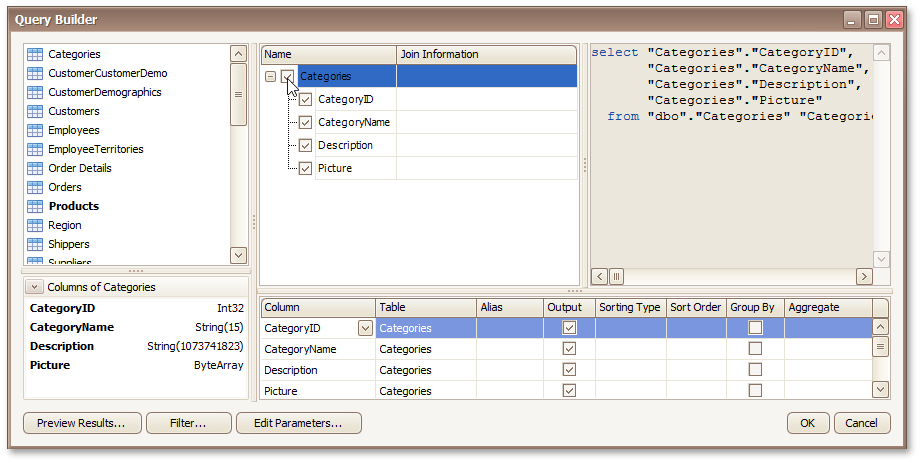 Query Builder
Categories
CustomerCustomerDemo
CustomerDemographics
Customers
Employees
EmployeeTerritories
Order Details
Orders
Products
Region
Shippers
Suppliers
Columns of Categories
CategoryID Int32
CategoryName String(15)
Description String(1073741823)
Picture ByteArray
Name Join Information
Categories
CategoryID
CategoryName
Description
Picture
select "Categories"."CategoryID",
"Categories"."CategoryName",
"Categories"."Description",
"Categories"."Picture"
from "dbo"."Categories" "Categorie
Column Table Alias Output Sorting Type Sort Order Group By Aggregate
CategoryID Categories
CategoryName Categories
Description Categories
Picture Categories
Preview Results... Filter... Edit Parameters... OK Cancel